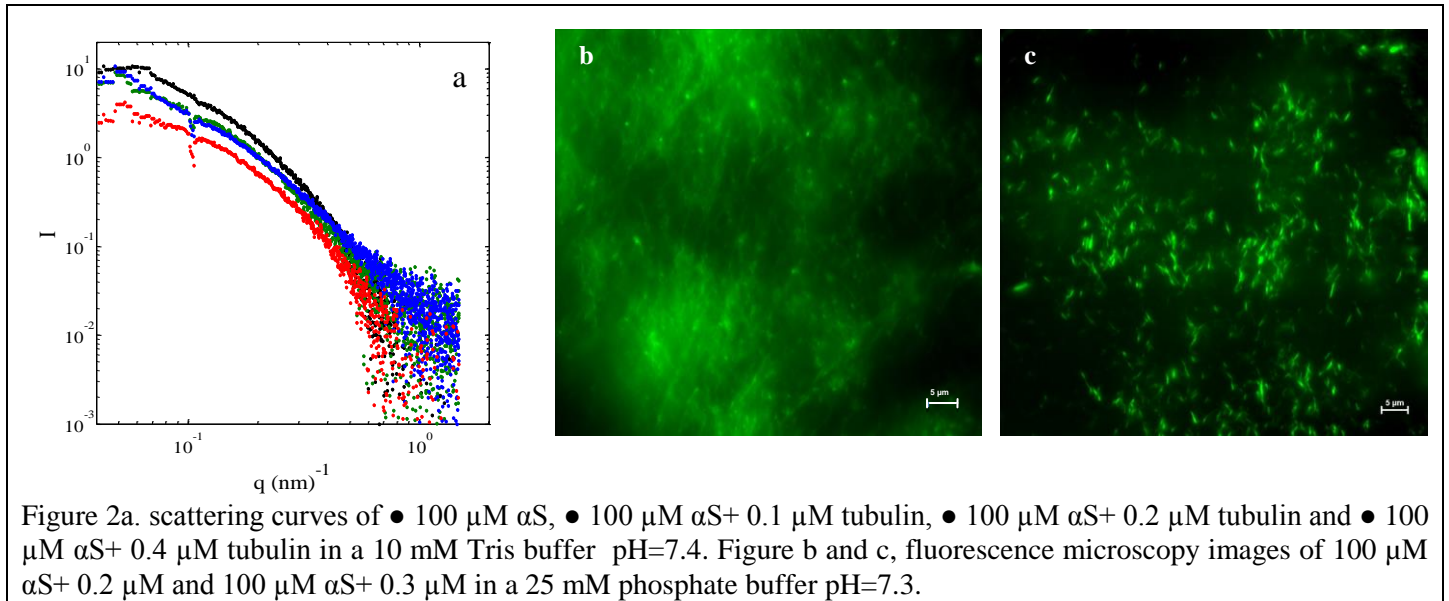 a
b
c
10^1
10^0
10^-1
10^-2
10^-3
I
10^-1
10^0
q (nm)^-1
5 µm
5 µm
Figure 2a. scattering curves of ● 100 µM αS, ● 100 µM αS+ 0.1 µM tubulin, ● 100 µM αS+ 0.2 µM tubulin and ● 100
µM αS+ 0.4 µM tubulin in a 10 mM Tris buffer pH=7.4. Figure b and c, fluorescence microscopy images of 100 µM
αS+ 0.2 µM and 100 µM αS+ 0.3 µM in a 25 mM phosphate buffer pH=7.3.